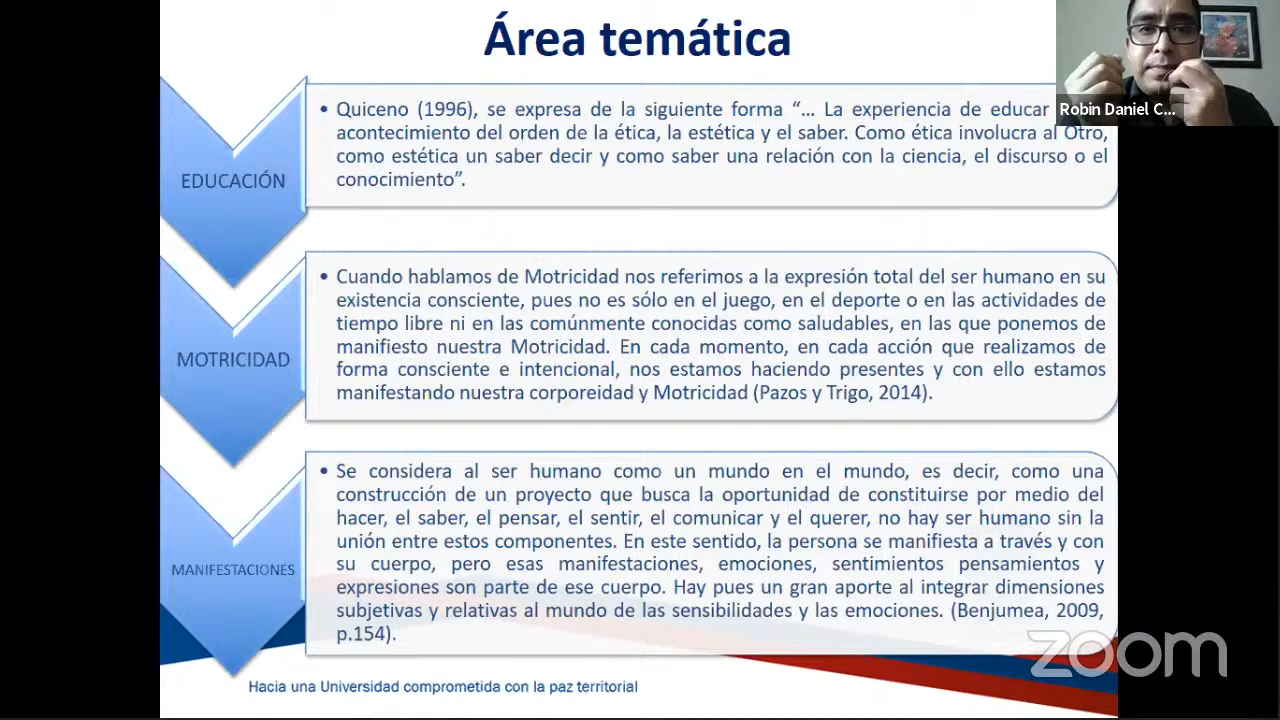 Área temática
EDUCACIÓN
• Quiceno (1996), se expresa de la siguiente forma “... La experiencia de educar
acontecimiento del orden de la ética, la estética y el saber. Como ética involucra al Otro,
como estética un saber decir y como saber una relación con la ciencia, el discurso o el
conocimiento”.
MOTRICIDAD
• Cuando hablamos de Motricidad nos referimos a la expresión total del ser humano en su
existencia consciente, pues no es sólo en el juego, en el deporte o en las actividades de
tiempo libre ni en las comúnmente conocidas como saludables, en las que ponemos de
manifiesto nuestra Motricidad. En cada momento, en cada acción que realizamos de
forma consciente e intencional, nos estamos haciendo presentes y con ello estamos
manifestando nuestra corporeidad y Motricidad (Pazos y Trigo, 2014).
MANIFESTACIONES
• Se considera al ser humano como un mundo en el mundo, es decir, como una
construcción de un proyecto que busca la oportunidad de constituirse por medio del
hacer, el saber, el pensar, el sentir, el comunicar y el querer, no hay ser humano sin la
unión entre estos componentes. En este sentido, la persona se manifiesta a través y con
su cuerpo, pero esas manifestaciones, emociones, sentimientos pensamientos y
expresiones son parte de ese cuerpo. Hay pues un gran aporte al integrar dimensiones
subjetivas y relativas al mundo de las sensibilidades y las emociones. (Benjumea, 2009,
p.154).
Hacia una Universidad comprometida con la paz territorial
Robin Daniel C...
zoom